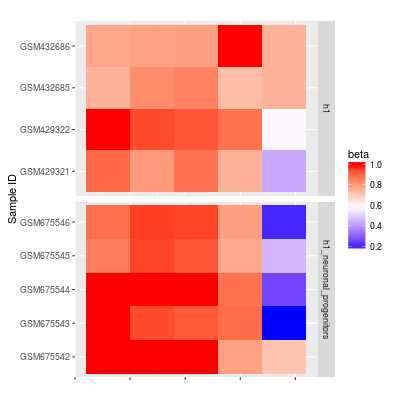 GSM432686
GSM432685
GSM429322
GSM429321
h1
GSM675546
GSM675545
GSM675544
GSM675543
GSM675542
h1_neuronal_progenitors
Sample ID
beta
1.0
0.8
0.6
0.4
0.2